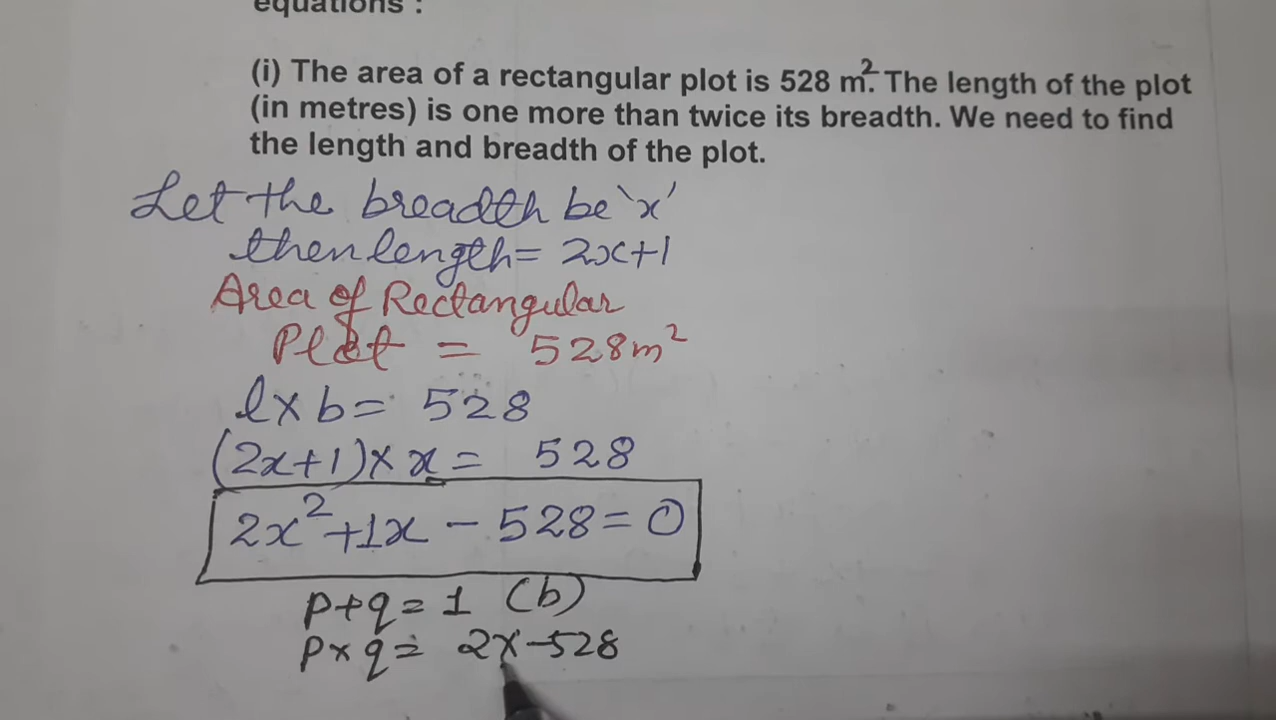 equations :
(i) The area of a rectangular plot is 528 m². The length of the plot
(in metres) is one more than twice its breadth. We need to find
the length and breadth of the plot.
Let the breadth be 'x'
then length = 2x+1
Area of Rectangular
Plot = 528m²
l × b = 528
(2x+1) × x = 528
2x² + 1x - 528 = 0
p+q = 1 (b)
p × q = 2×-528